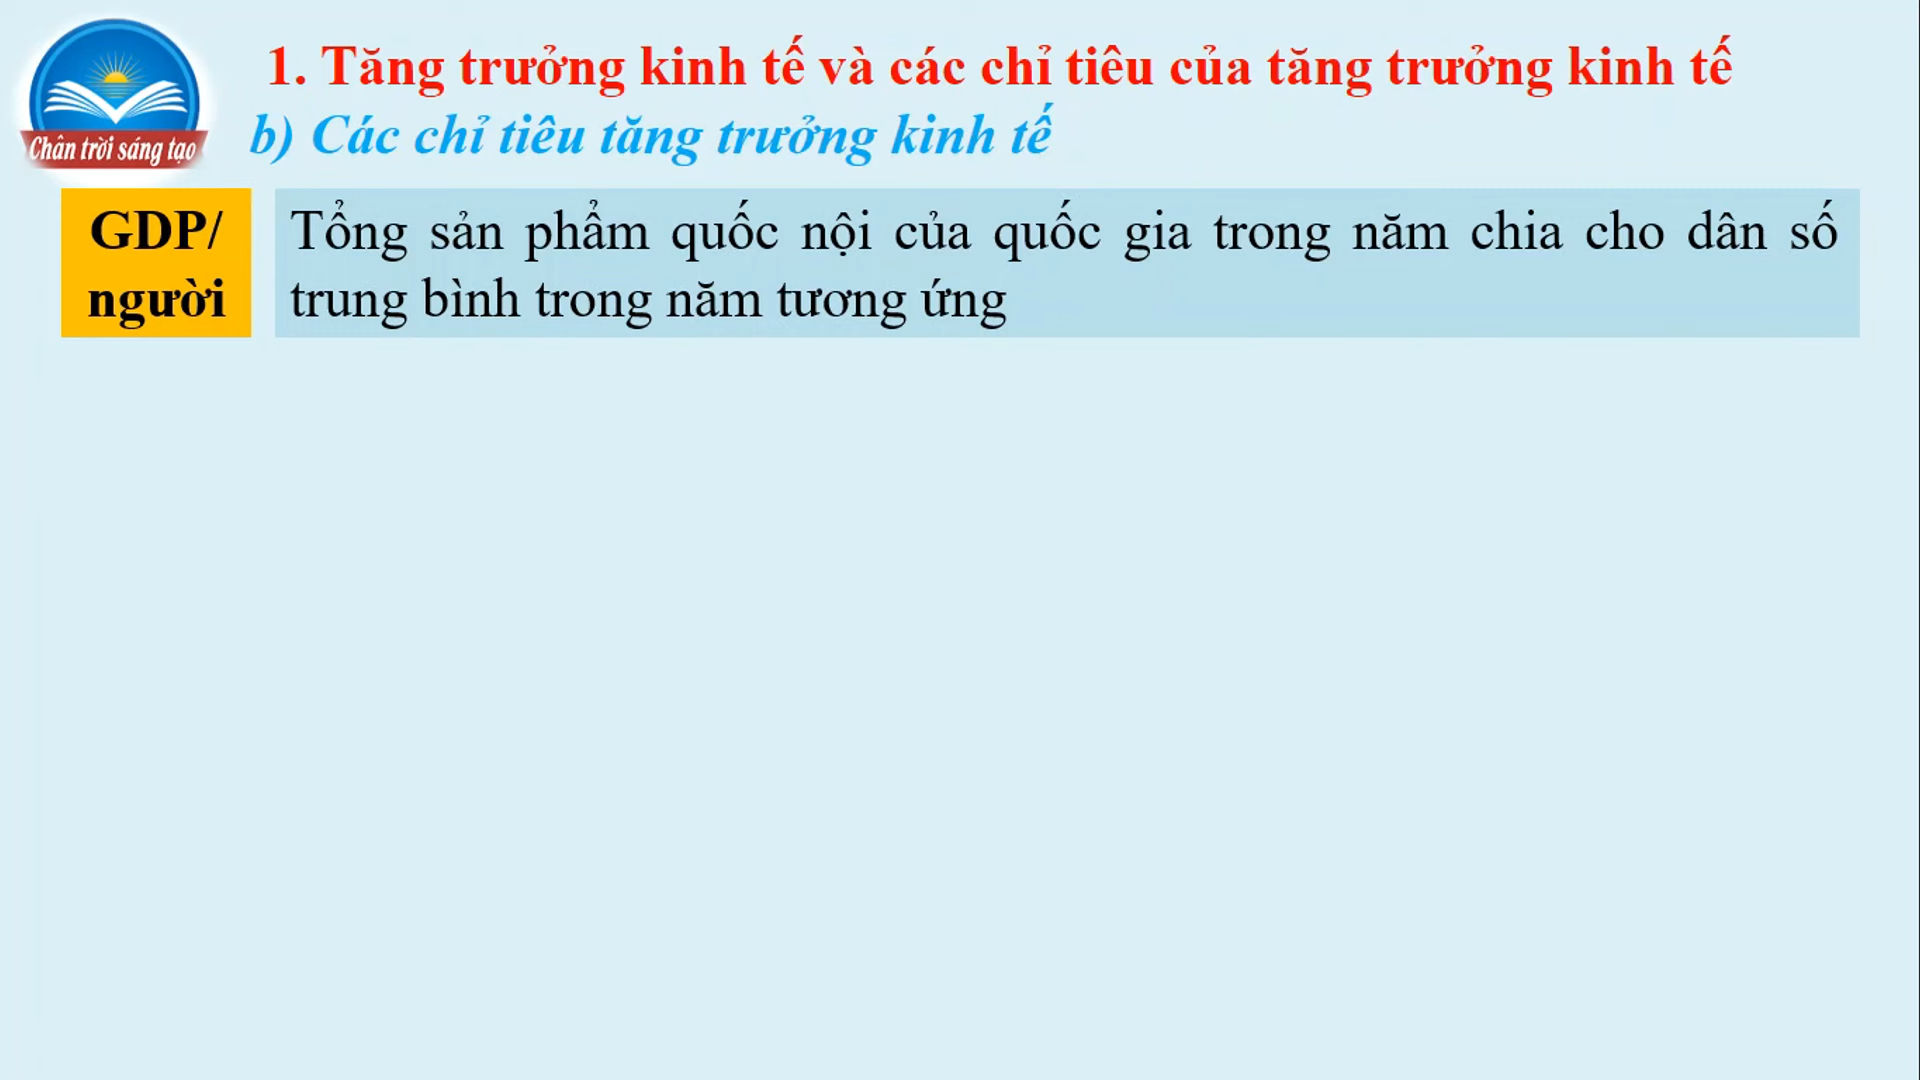 Chân trời sáng tạo
1. Tăng trưởng kinh tế và các chỉ tiêu của tăng trưởng kinh tế
b) Các chỉ tiêu tăng trưởng kinh tế
GDP/
người
Tổng sản phẩm quốc nội của quốc gia trong năm chia cho dân số
trung bình trong năm tương ứng